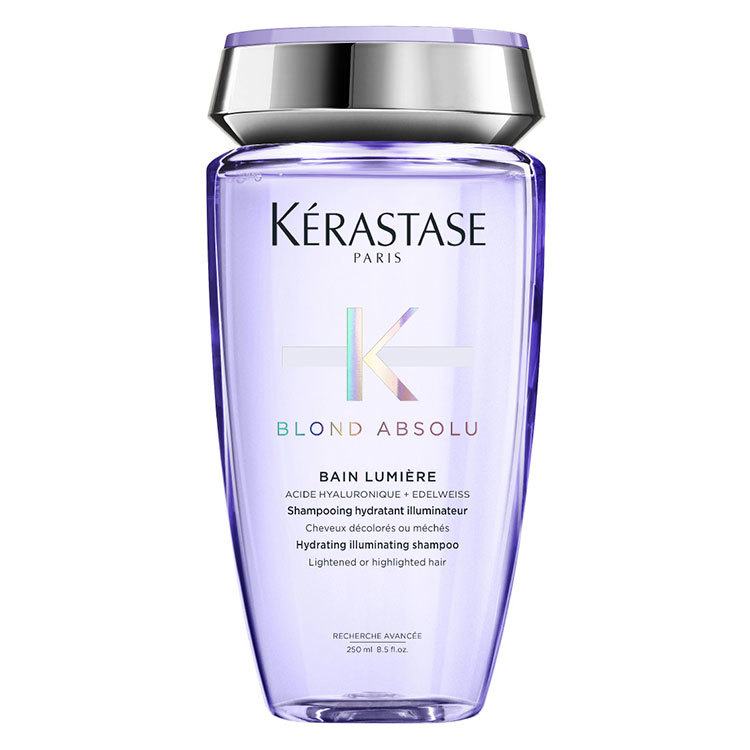 KÉRASTASE
PARIS
K
BLOND ABSOLU
BAIN LUMIÈRE
ACIDE HYALURONIQUE + EDELWEISS
Shampooing hydratant illuminateur
Cheveux décolorés ou méchés
Hydrating illuminating shampoo
Lightened or highlighted hair
RECHERCHE AVANCÉE
250 ml 8.5 fl.oz.